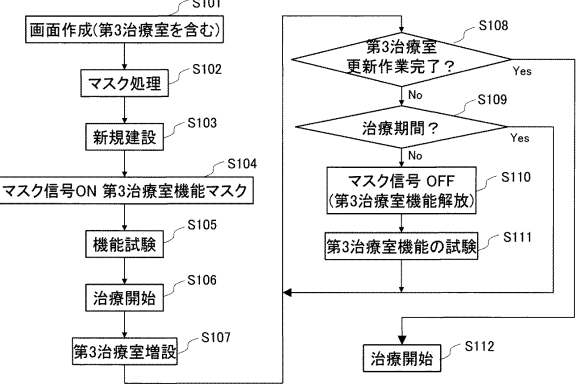 S101
画面作成(第3治療室を含む)
S102
マスク処理
S103
新規建設
S104
マスク信号ON 第3治療室機能マスク
S105
機能試験
S106
治療開始
S107
第3治療室増設
S108
第3治療室
更新作業完了？
Yes
No
S109
治療期間？
Yes
No
S110
マスク信号 OFF
(第3治療室機能解放)
S111
第3治療室機能の試験
S112
治療開始